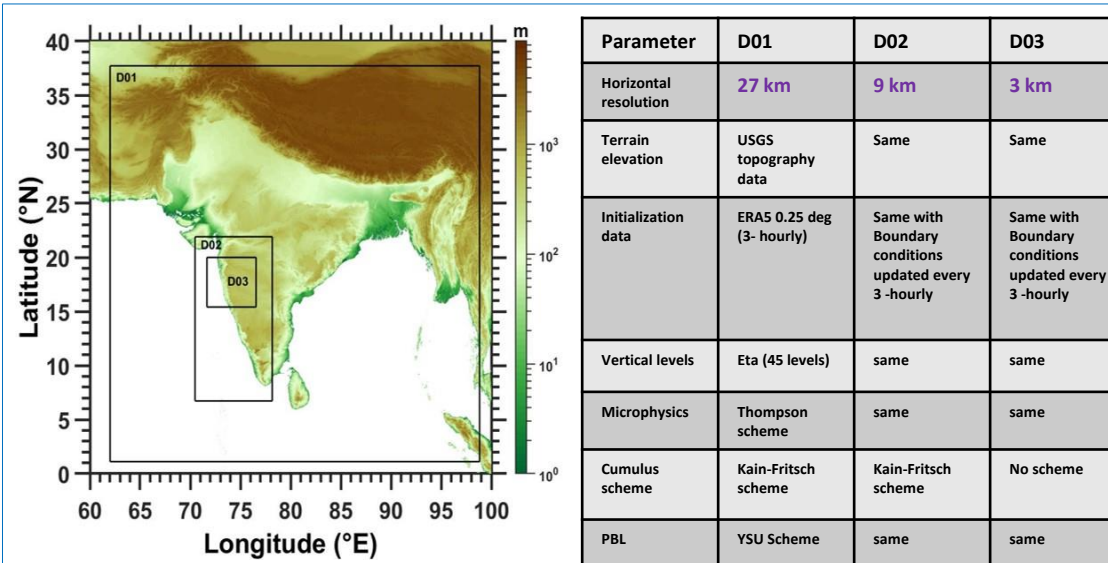 m
40
35
30
25
20
15
10
5
0
Latitude (°N)
D01
D02
D03
10³
10²
10¹
10⁰
60 65 70 75 80 85 90 95 100
Longitude (°E)
Parameter D01 D02 D03
Horizontal 27 km 9 km 3 km
resolution
Terrain USGS Same Same
elevation topography
data
Initialization ERA5 0.25 deg Same with Same with
data (3- hourly) Boundary Boundary
conditions conditions
updated every updated every
3 -hourly 3 -hourly
Vertical levels Eta (45 levels) same same
Microphysics Thompson same same
scheme
Cumulus Kain-Fritsch Kain-Fritsch No scheme
scheme scheme scheme
PBL YSU Scheme same same